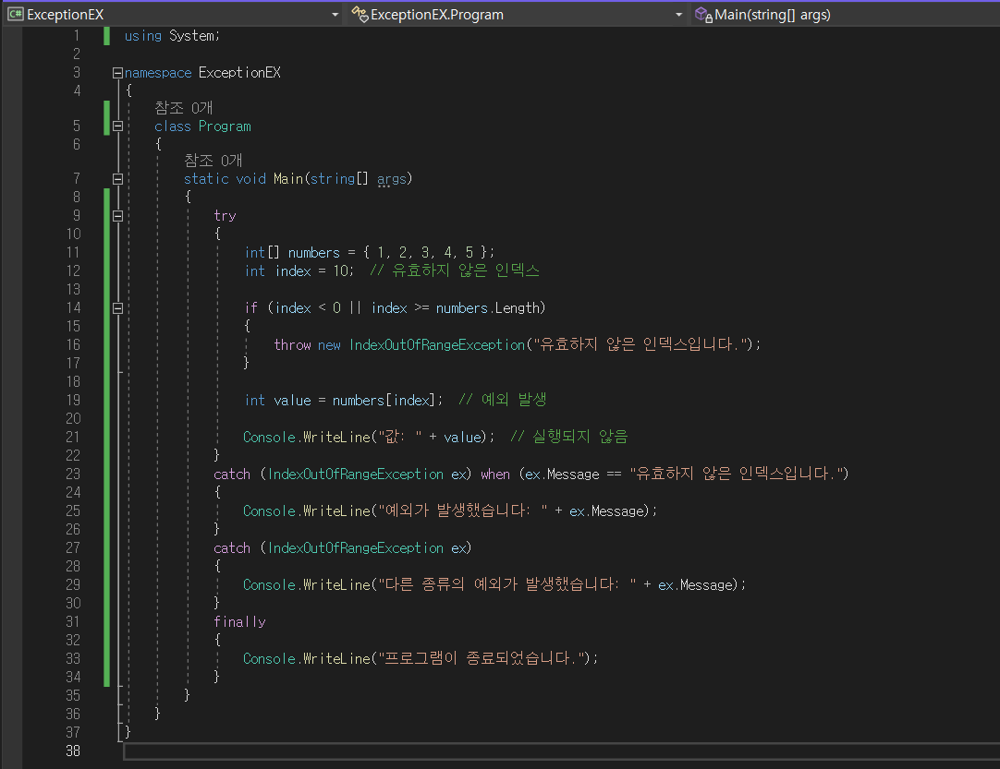 C# ExceptionEX ExceptionEX.Program Main(string[] args)
1 using System;
2
3 namespace ExceptionEX
4 {
참조 0개
5 class Program
6 {
참조 0개
7 static void Main(string[] args)
8 {
9 try
10 {
11 int[] numbers = { 1, 2, 3, 4, 5 };
12 int index = 10; // 유효하지 않은 인덱스
13
14 if (index < 0 || index >= numbers.Length)
15 {
16 throw new IndexOutOfRangeException("유효하지 않은 인덱스입니다.");
17 }
18
19 int value = numbers[index]; // 예외 발생
20
21 Console.WriteLine("값: " + value); // 실행되지 않음
22 }
23 catch (IndexOutOfRangeException ex) when (ex.Message == "유효하지 않은 인덱스입니다.")
24 {
25 Console.WriteLine("예외가 발생했습니다: " + ex.Message);
26 }
27 catch (IndexOutOfRangeException ex)
28 {
29 Console.WriteLine("다른 종류의 예외가 발생했습니다: " + ex.Message);
30 }
31 finally
32 {
33 Console.WriteLine("프로그램이 종료되었습니다.");
34 }
35 }
36 }
37 }
38